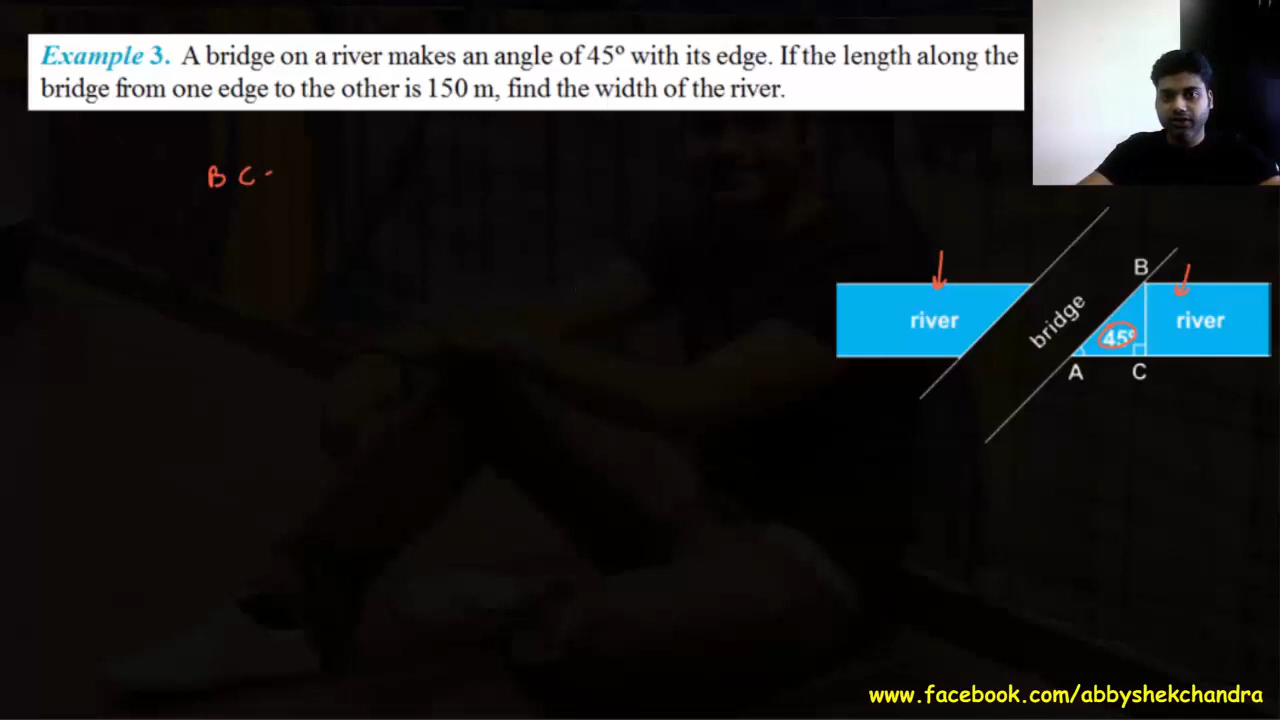 Example 3. A bridge on a river makes an angle of 45º with its edge. If the length along the
bridge from one edge to the other is 150 m, find the width of the river.
B C -
B
river
bridge
45º
river
A
C
www.facebook.com/abbyshekchandra